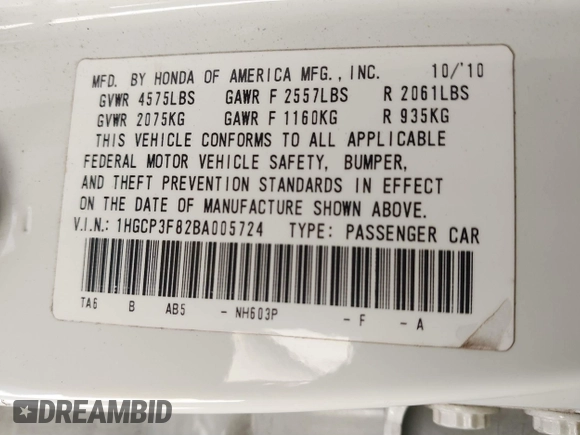 MFD. BY HONDA OF AMERICA MFG., INC. 10/'10
GVWR 4575LBS GAWR F 2557LBS R 2061LBS
GVWR 2075KG GAWR F 1160KG R 935KG
THIS VEHICLE CONFORMS TO ALL APPLICABLE
FEDERAL MOTOR VEHICLE SAFETY, BUMPER,
AND THEFT PREVENTION STANDARDS IN EFFECT
ON THE DATE OF MANUFACTURE SHOWN ABOVE.
V.I.N.: 1HGCP3F82BA005724 TYPE: PASSENGER CAR
TA6 B AB5 - NH603P - F - A
DREAMBID